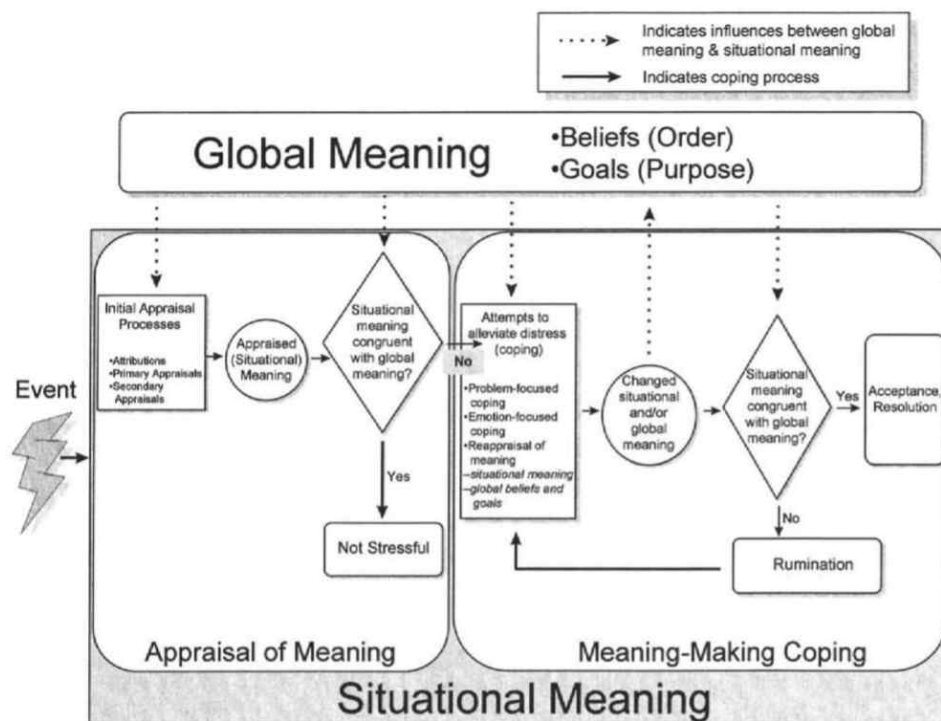 Indicates influences between global
meaning & situational meaning
Indicates coping process
Global Meaning
•Beliefs (Order)
•Goals (Purpose)
Event
Initial Appraisal
Processes
•Attributions
•Primary Appraisals
•Secondary
Appraisals
Appraised
(Situational)
Meaning
Situational
meaning
congruent
with global
meaning?
Yes
Not Stressful
No
Attempts to
alleviate distress
(coping)
•Problem-focused
coping
•Emotion-focused
coping
•Reappraisal of
meaning
–situational meaning
–global beliefs and
goals
Changed
situational
and/or
global
meaning
Situational
meaning
congruent
with global
meaning?
Yes
Acceptance,
Resolution
No
Rumination
Appraisal of Meaning
Meaning-Making Coping
Situational Meaning